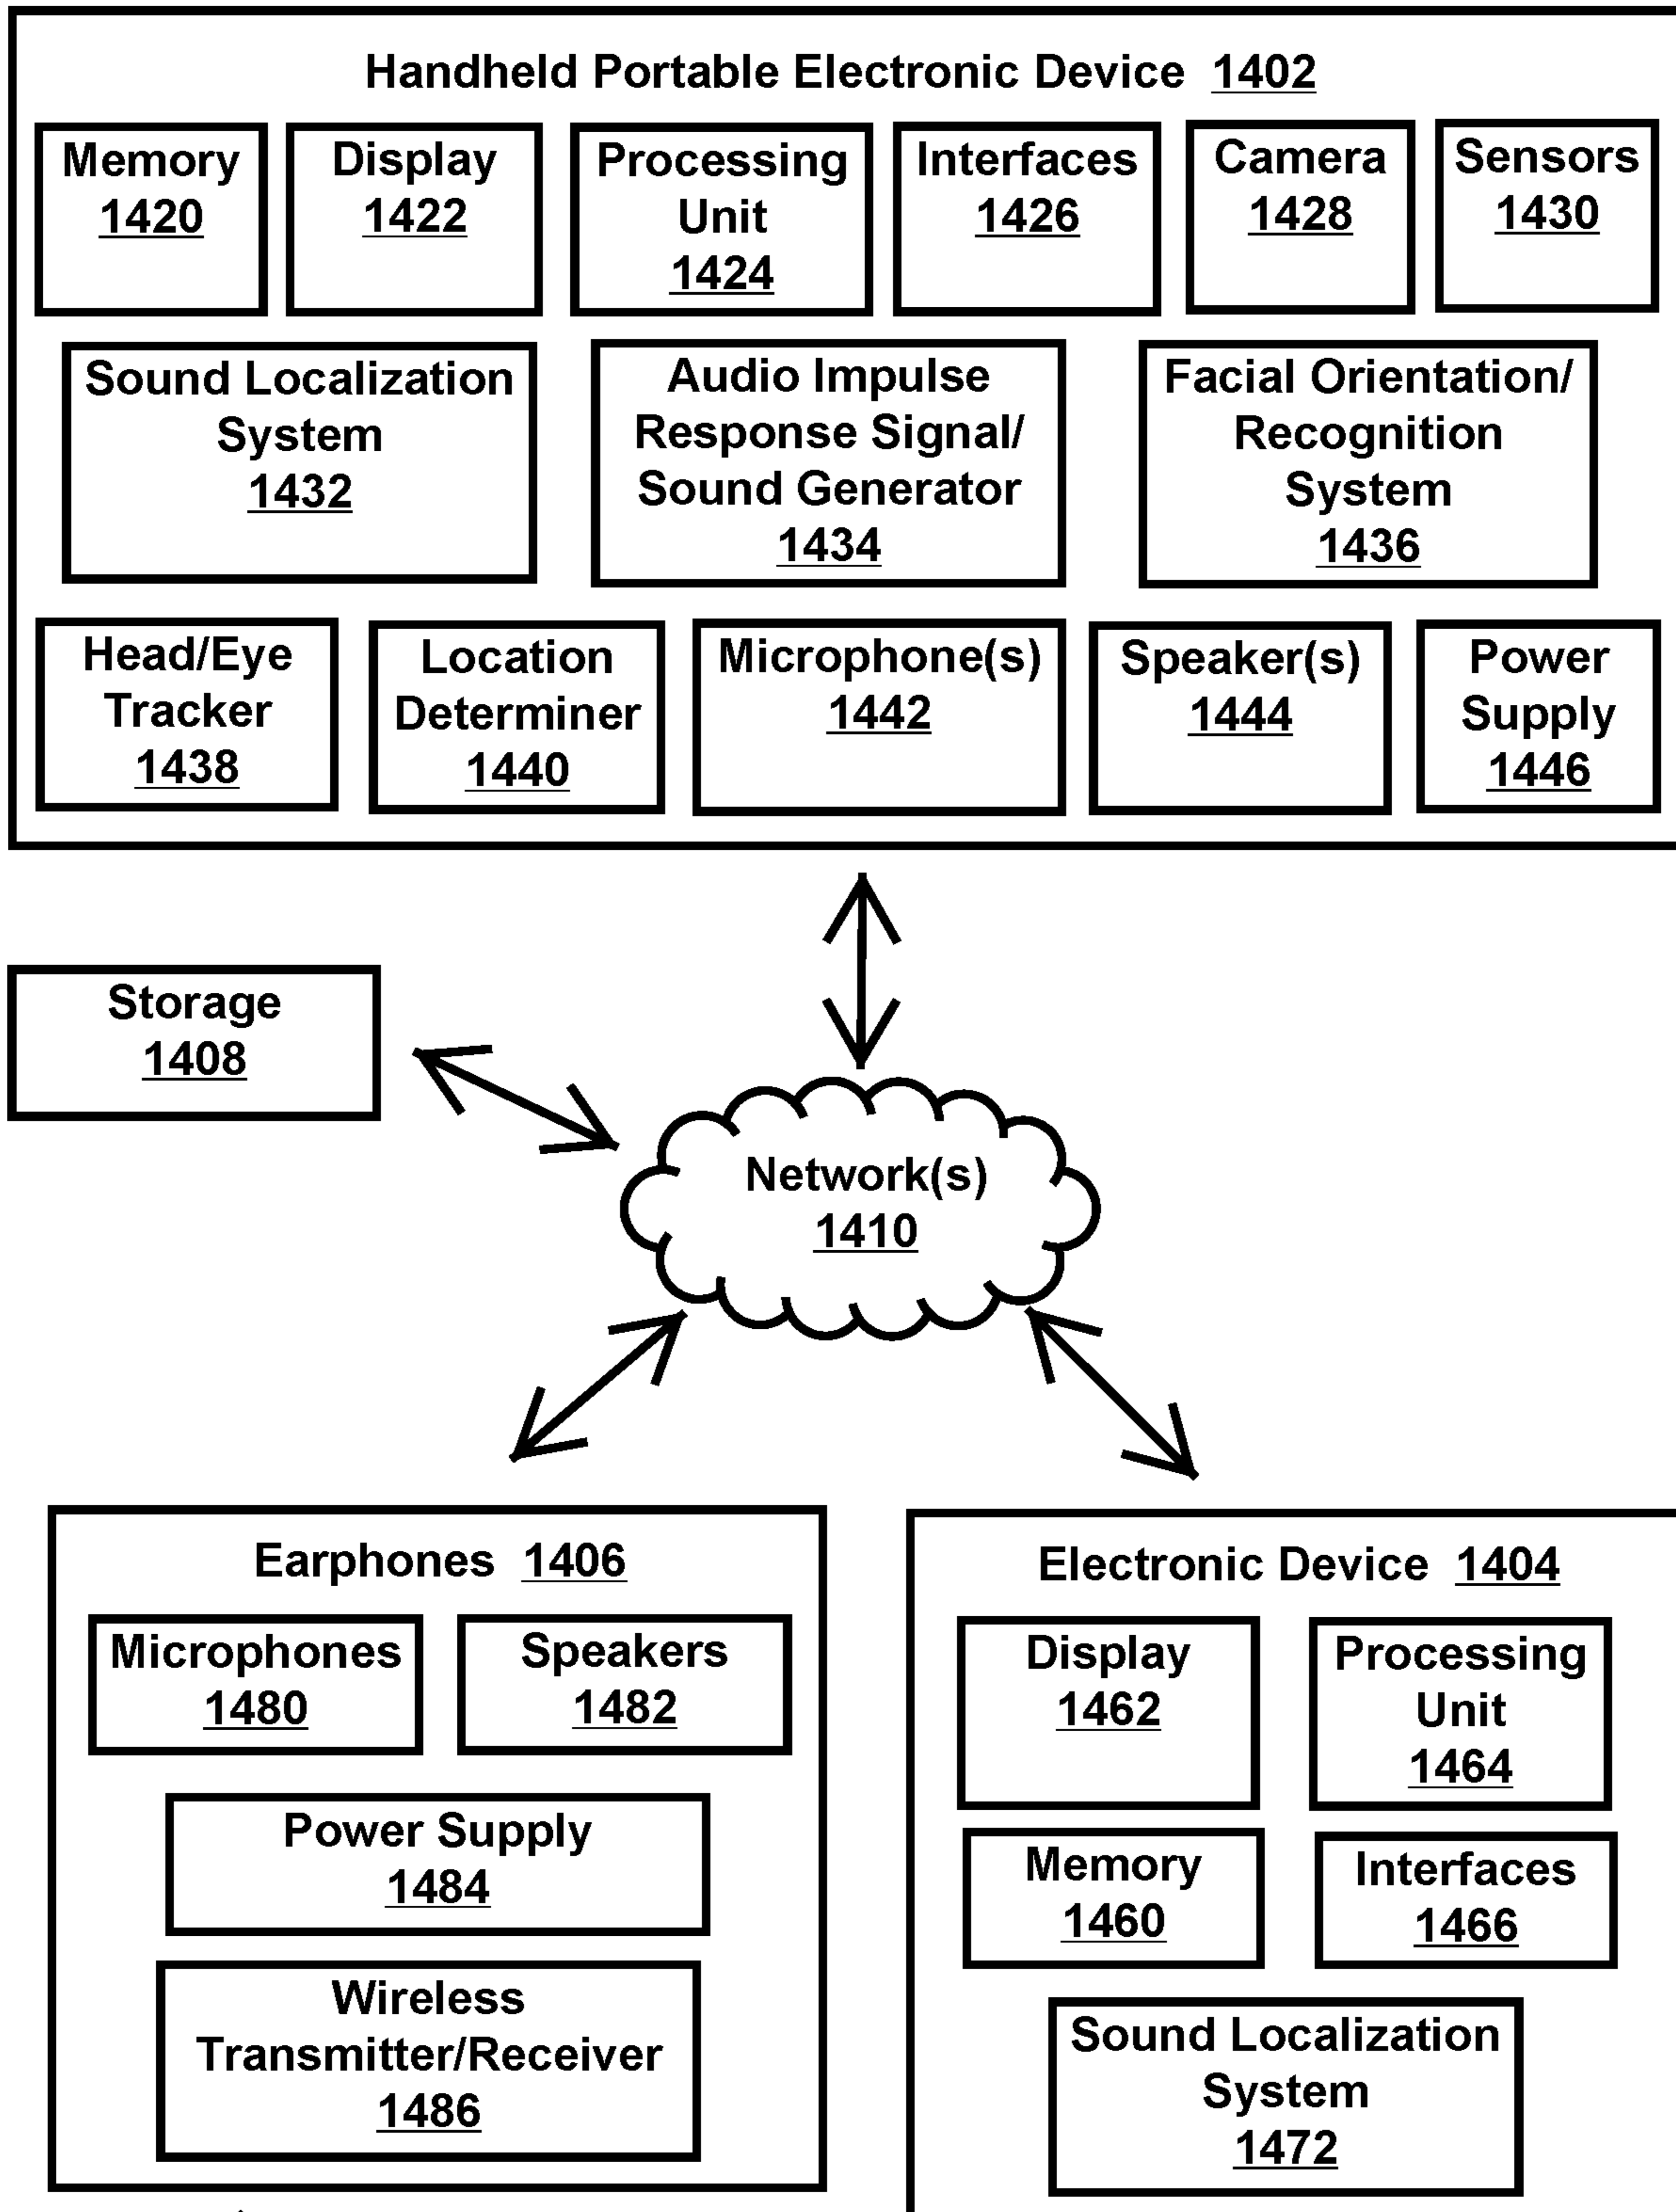 Handheld Portable Electronic Device 1402
Memory
1420
Display
1422
Processing
Unit
1424
Interfaces
1426
Camera
1428
Sensors
1430
Sound Localization
System
1432
Audio Impulse
Response Signal/
Sound Generator
1434
Facial Orientation/
Recognition
System
1436
Head/Eye
Tracker
1438
Location
Determiner
1440
Microphone(s)
1442
Speaker(s)
1444
Power
Supply
1446
Storage
1408
Network(s)
1410
Earphones 1406
Microphones
1480
Speakers
1482
Power Supply
1484
Wireless
Transmitter/Receiver
1486
Electronic Device 1404
Display
1462
Processing
Unit
1464
Memory
1460
Interfaces
1466
Sound Localization
System
1472